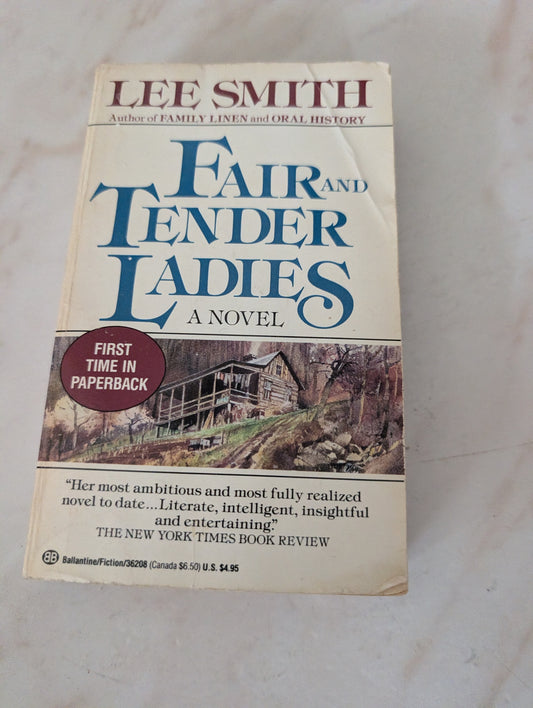 LEE SMITH
Author of FAMILY LINEN and ORAL HISTORY
FAIR AND
TENDER
LADIES
A NOVEL
FIRST
TIME IN
PAPERBACK
“Her most ambitious and most fully realized
novel to date...Literate, intelligent, insightful
and entertaining.”
THE NEW YORK TIMES BOOK REVIEW
BB Ballantine/Fiction/36208 (Canada $6.50) U.S. $4.95